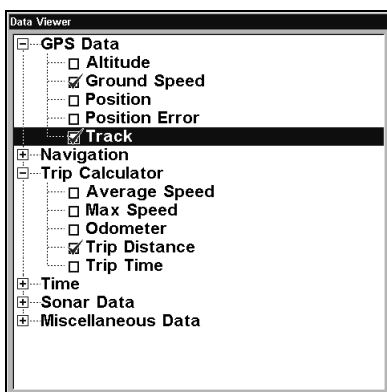 Data Viewer
GPS Data
Altitude
Ground Speed
Position
Position Error
Track
Navigation
Trip Calculator
Average Speed
Max Speed
Odometer
Trip Distance
Trip Time
Time
Sonar Data
Miscellaneous Data